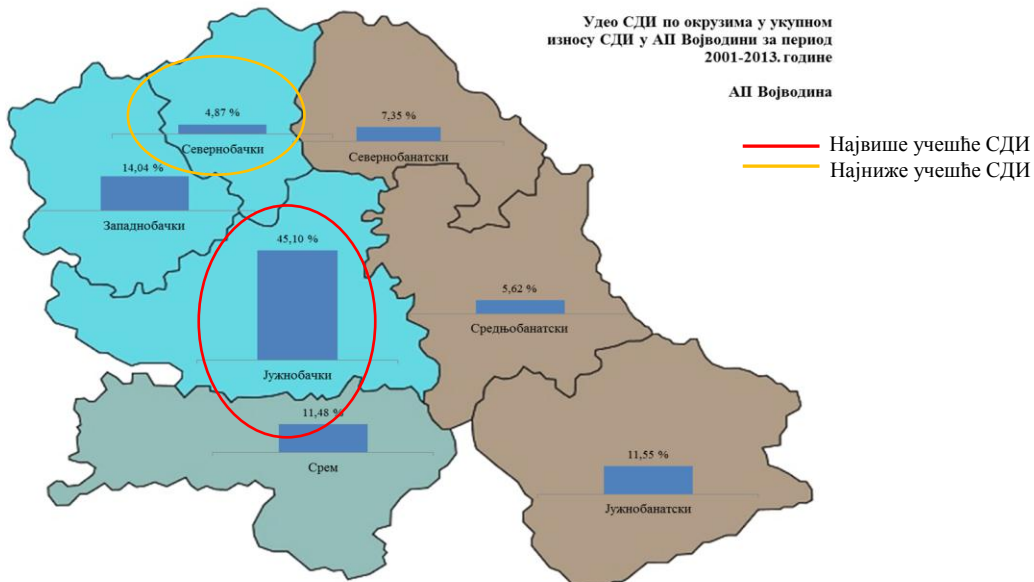 Удео СДИ по окрузима у укупном
износу СДИ у АП Војводини за период
2001-2013. године
АП Војводина
Највише учешће СДИ
Најниже учешће СДИ
4,87 %
Севернобачки
7,35 %
Севернобанатски
14,04 %
Западнобачки
45,10 %
Јужнобачки
5,62 %
Средњобанатски
11,48 %
Срем
11,55 %
Јужнобанатски